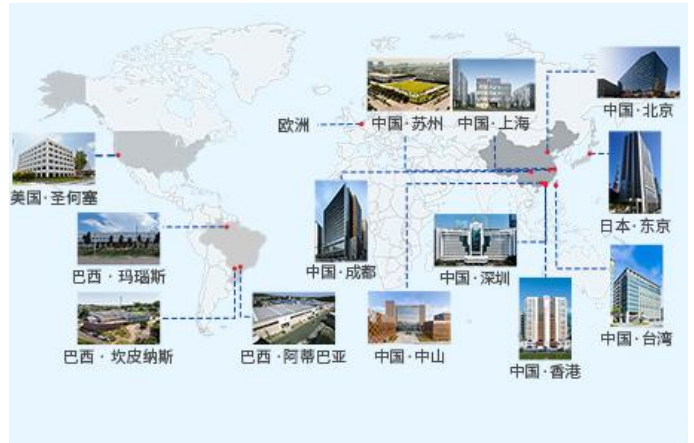 中国·北京
欧洲
中国·苏州
中国·上海
美国·圣何塞
日本·东京
巴西·玛瑙斯
中国·成都
中国·深圳
巴西·坎皮纳斯
巴西·阿蒂巴亚
中国·中山
中国·台湾
中国·香港